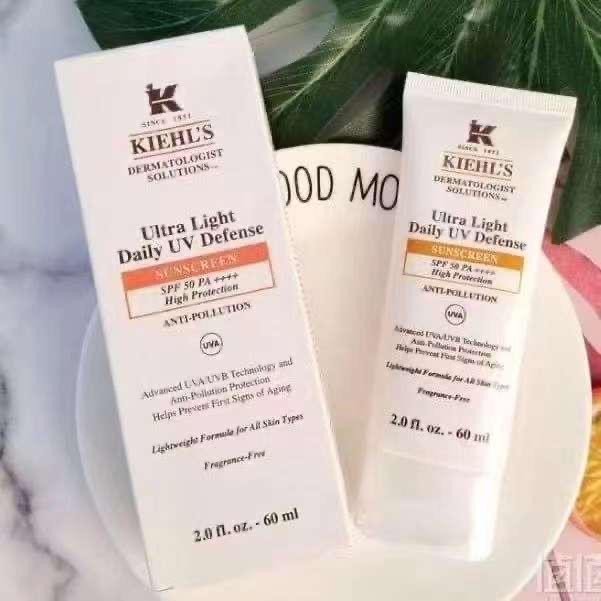 SINCE 1851
KIEHL'S
DERMATOLOGIST
SOLUTIONS
Ultra Light
Daily UV Defense
SUNSCREEN
SPF 50 PA ++++
High Protection
ANTI-POLLUTION
UVA
Advanced UVA/UVB Technology and
Anti-Pollution Protection
Helps Prevent First Signs of Aging
Lightweight Formula for All Skin Types
Fragrance-Free
2.0 fl. oz. - 60 ml
OOD MO
SINCE 1851
KIEHL'S
DERMATOLOGIST
SOLUTIONS
Ultra Light
Daily UV Defense
SUNSCREEN
SPF 50 PA ++++
High Protection
ANTI-POLLUTION
UVA
Advanced UVA/UVB Technology and
Anti-Pollution Protection
Helps Prevent First Signs of Aging
Lightweight Formula for All Skin Types
Fragrance-Free
2.0 fl. oz. - 60 ml